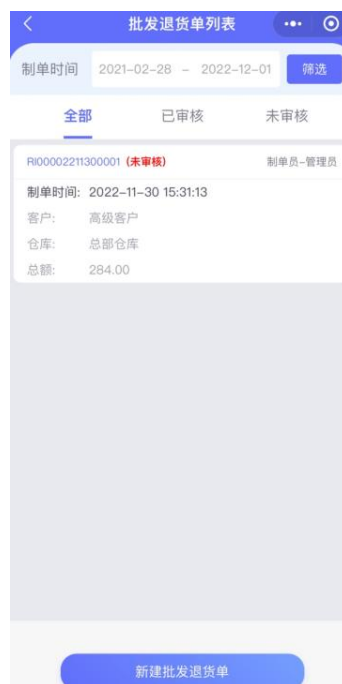 批发退货单列表
制单时间 2021-02-28 - 2022-12-01 筛选
全部 已审核 未审核
RI00002211300001 (未审核) 制单员-管理员
制单时间: 2022-11-30 15:31:13
客户: 高级客户
仓库: 总部仓库
总额: 284.00
新建批发退货单